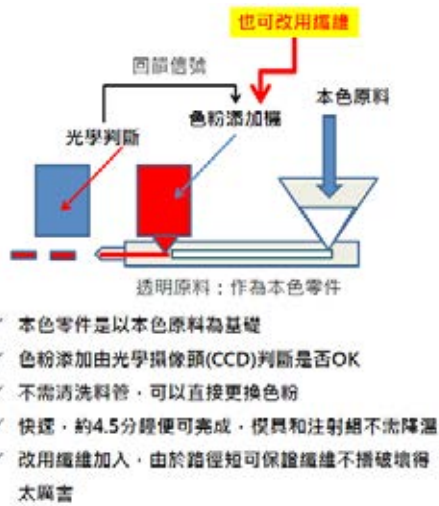 也可改用纖維
回饋信號
本色原料
色粉添加機
光學判斷
透明原料：作為本色零件
✓ 本色零件是以本色原料為基礎
✓ 色粉添加由光學攝像頭(CCD)判斷是否OK
✓ 不需清洗料管，可以直接更換色粉
✓ 快速，約4.5分鐘便可完成，模具和注射組不需降溫
✓ 改用纖維加入，由於路徑短可保證纖維不損破壞得
太厲害